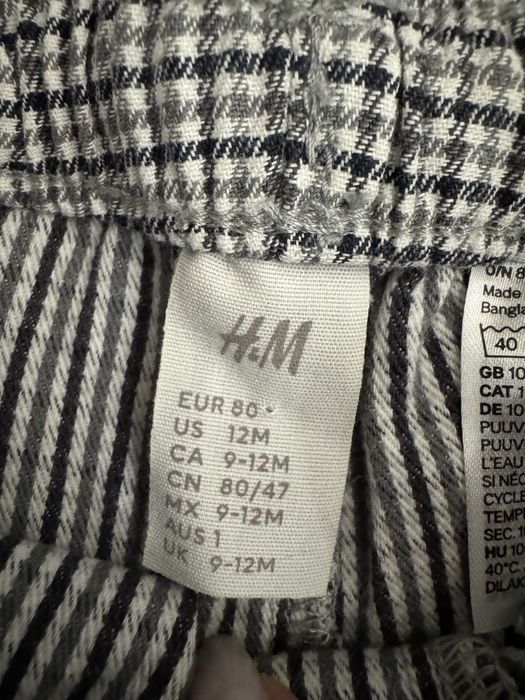 H&M
EUR 80
US 12M
CA 9-12M
CN 80/47
MX 9-12M
AUS 1
UK 9-12M
O/N
Made
Bangla
40
GB 10
CAT 1
DE 10
PUUV
PUUV
L'EAU
SI NÉC
CYCLE
TEMP
SEC. 1
HU 10
40°C.
DILAK